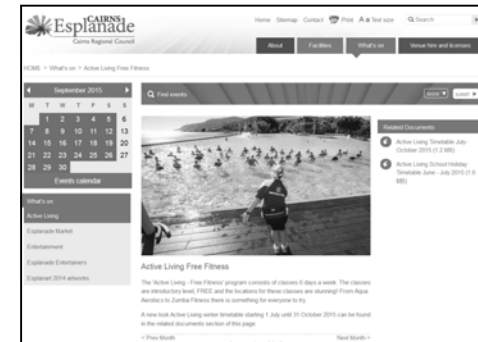 CAIRNS
Esplanade
Cairns Regional Council
Home Sitemap Contact Print A a Text size Search
About Facilities What's on Venue hire and licenses
HOME > What's on > Active Living Free Fitness
September 2015
M T W T F S S
1 2 3 4 5 6
7 8 9 10 11 12 13
14 15 16 17 18 19 20
21 22 23 24 25 26 27
28 29 30
Events calendar
Find events
What's on
Active Living
Esplanade Market
Entertainment
Esplanade Entertainers
Esplanart 2014 artworks
Related Documents
Active Living Timetable July-
October 2015 (1.2 MB)
Active Living School Holiday
Timetable June - July 2015 (1.6
MB)
Active Living Free Fitness
The 'Active Living - Free Fitness' program consists of classes 6 days a week. The classes
are introductory level, FREE and the locations for these classes are stunning! From Aqua
Aerobics to Zumba Fitness there is something for everyone to try.
A new look Active Living winter timetable starting 1 July until 31 October 2015 can be found
in the related documents section of this page.
< Prev Month Next Month >